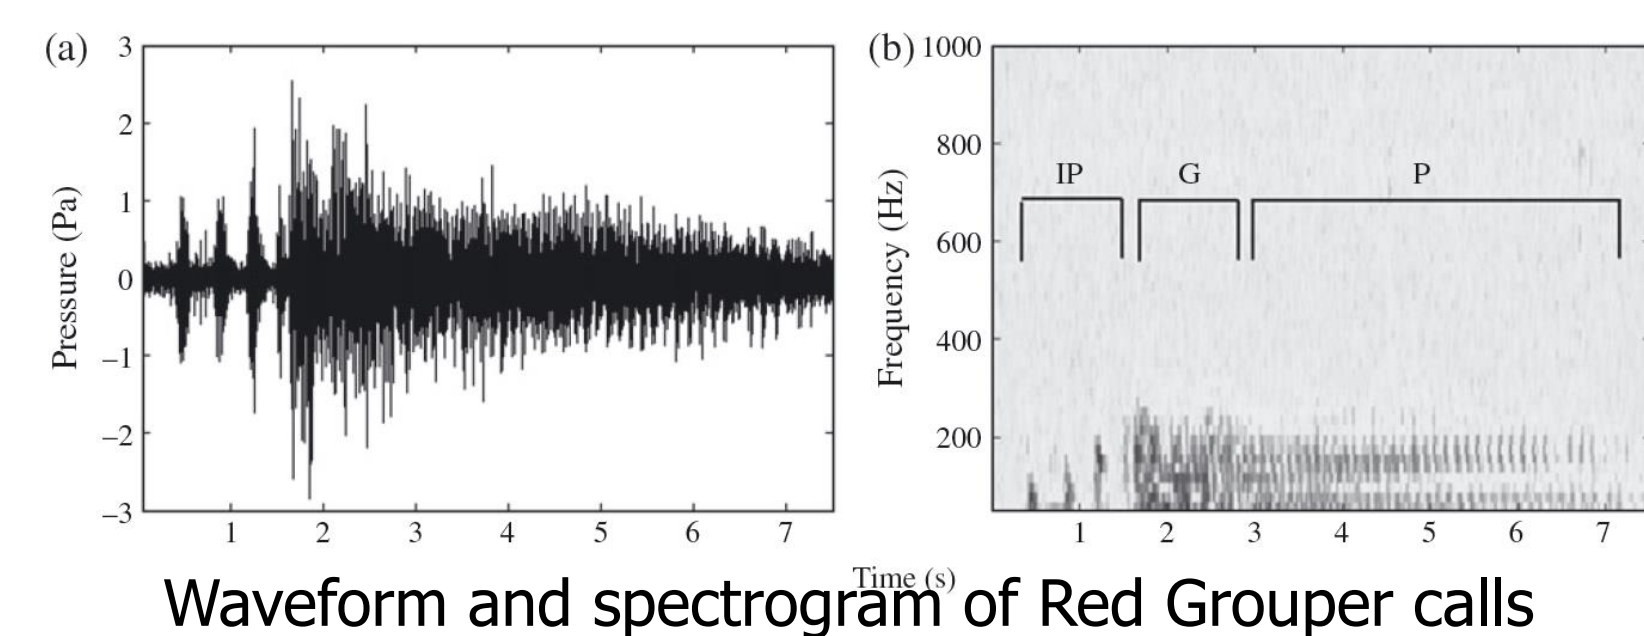 (a)
3
2
1
0
−1
−2
−3
Pressure (Pa)
1 2 3 4 5 6 7
(b)
1000
800
600
400
200
Frequency (Hz)
IP G P
1 2 3 4 5 6 7
Time (s)
Waveform and spectrogram of Red Grouper calls